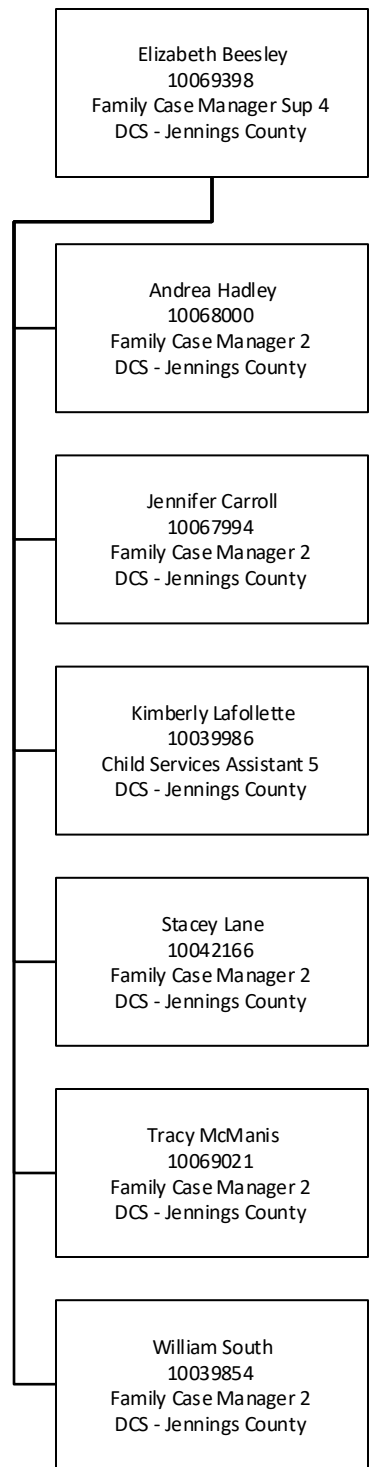 Elizabeth Beesley
10069398
Family Case Manager Sup 4
DCS - Jennings County
Andrea Hadley
10068000
Family Case Manager 2
DCS - Jennings County
Jennifer Carroll
10067994
Family Case Manager 2
DCS - Jennings County
Kimberly Lafollette
10039986
Child Services Assistant 5
DCS - Jennings County
Stacey Lane
10042166
Family Case Manager 2
DCS - Jennings County
Tracy McManis
10069021
Family Case Manager 2
DCS - Jennings County
William South
10039854
Family Case Manager 2
DCS - Jennings County